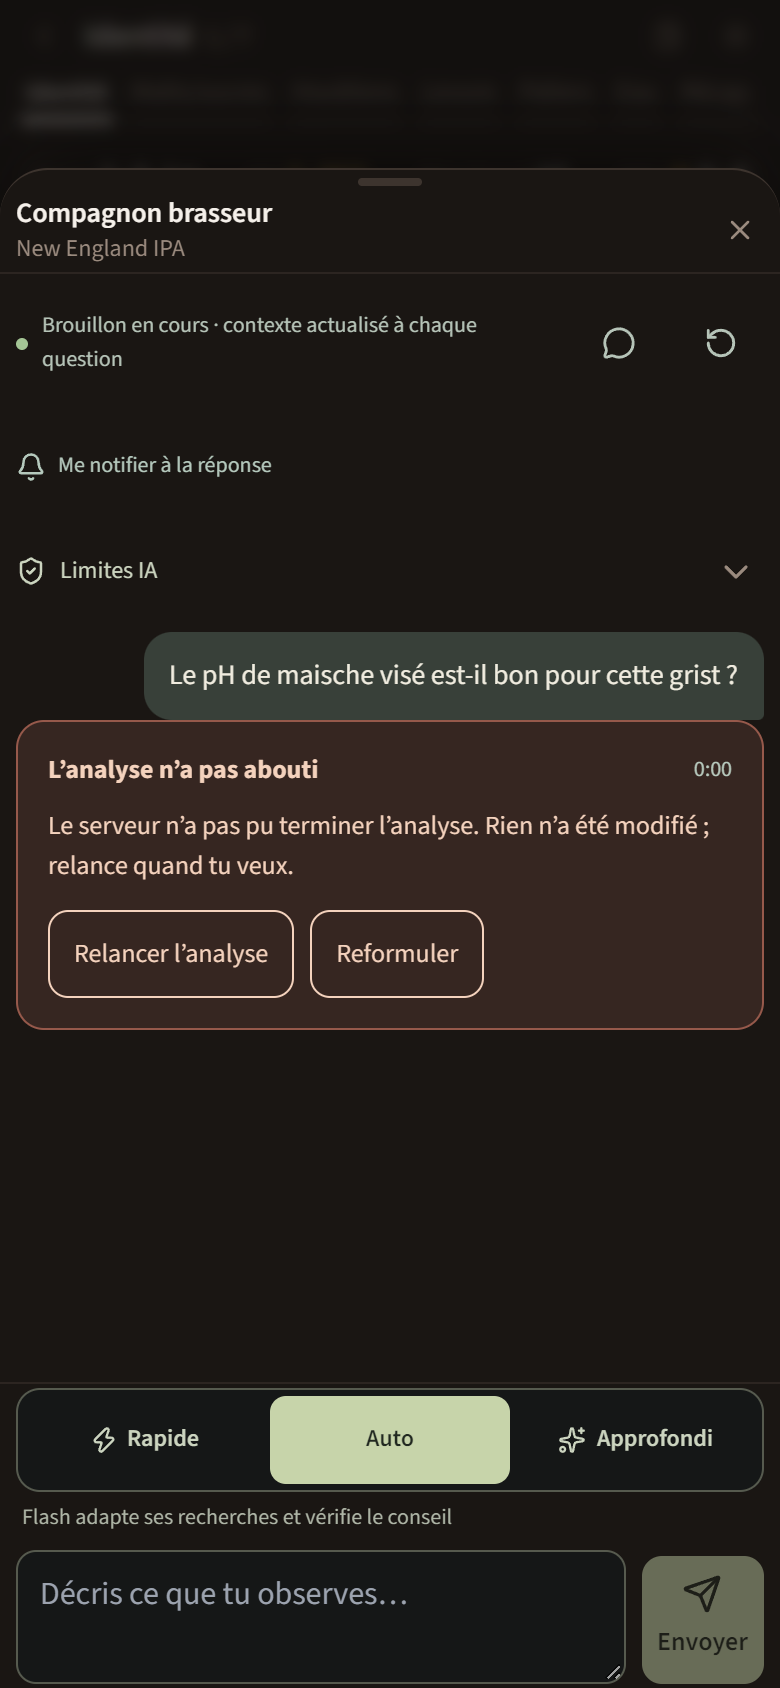 Compagnon brasseur
New England IPA
Brouillon en cours · contexte actualisé à chaque
question
Me notifier à la réponse
Limites IA
Le pH de maische visé est-il bon pour cette grist ?
L’analyse n’a pas abouti
0:00
Le serveur n’a pas pu terminer l’analyse. Rien n’a été modifié ;
relance quand tu veux.
Relancer l’analyse
Reformuler
Rapide
Auto
Approfondi
Flash adapte ses recherches et vérifie le conseil
Décris ce que tu observes…
Envoyer